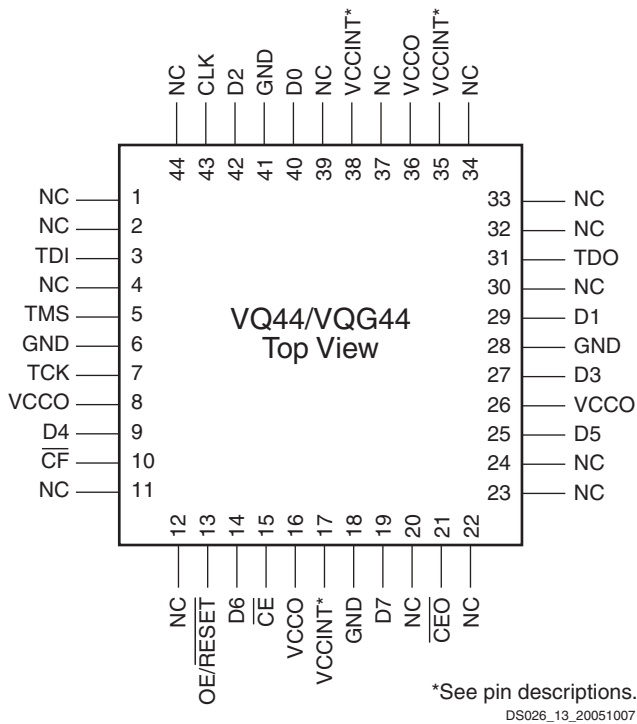 NC
CLK
D2
GND
D0
NC
VCCINT*
NC
VCCO
VCCINT*
NC
44
43
42
41
40
39
38
37
36
35
34
NC 1
NC 2
TDI 3
NC 4
TMS 5
GND 6
TCK 7
VCCO 8
D4 9
CF 10
NC 11
VQ44/VQG44
Top View
33 NC
32 NC
31 TDO
30 NC
29 D1
28 GND
27 D3
26 VCCO
25 D5
24 NC
23 NC
12
13
14
15
16
17
18
19
20
21
22
NC
OE/RESET
D6
CE
VCCO
VCCINT*
GND
D7
NC
CEO
NC
*See pin descriptions.
DS026_13_20051007